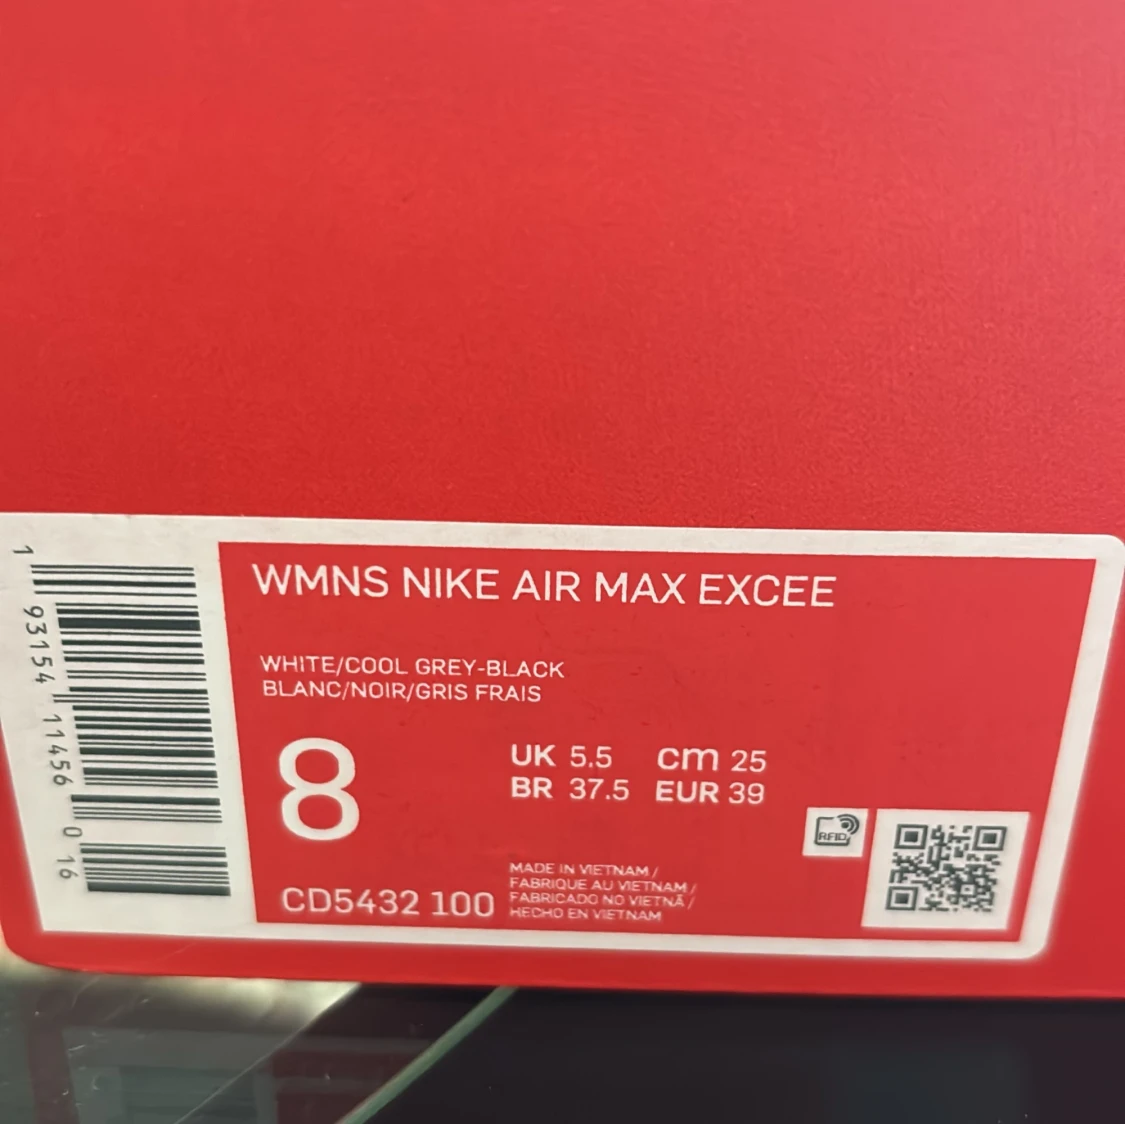 WMNS NIKE AIR MAX EXCEE
WHITE/COOL GREY-BLACK
BLANC/NOIR/GRIS FRAIS
8
UK 5.5 cm 25
BR 37.5 EUR 39
RFID
MADE IN VIETNAM /
FABRIQUE AU VIETNAM /
FABRICADO NO VIETNÃ /
HECHO EN VIETNAM
CD5432 100
1 93154 11456 0 16